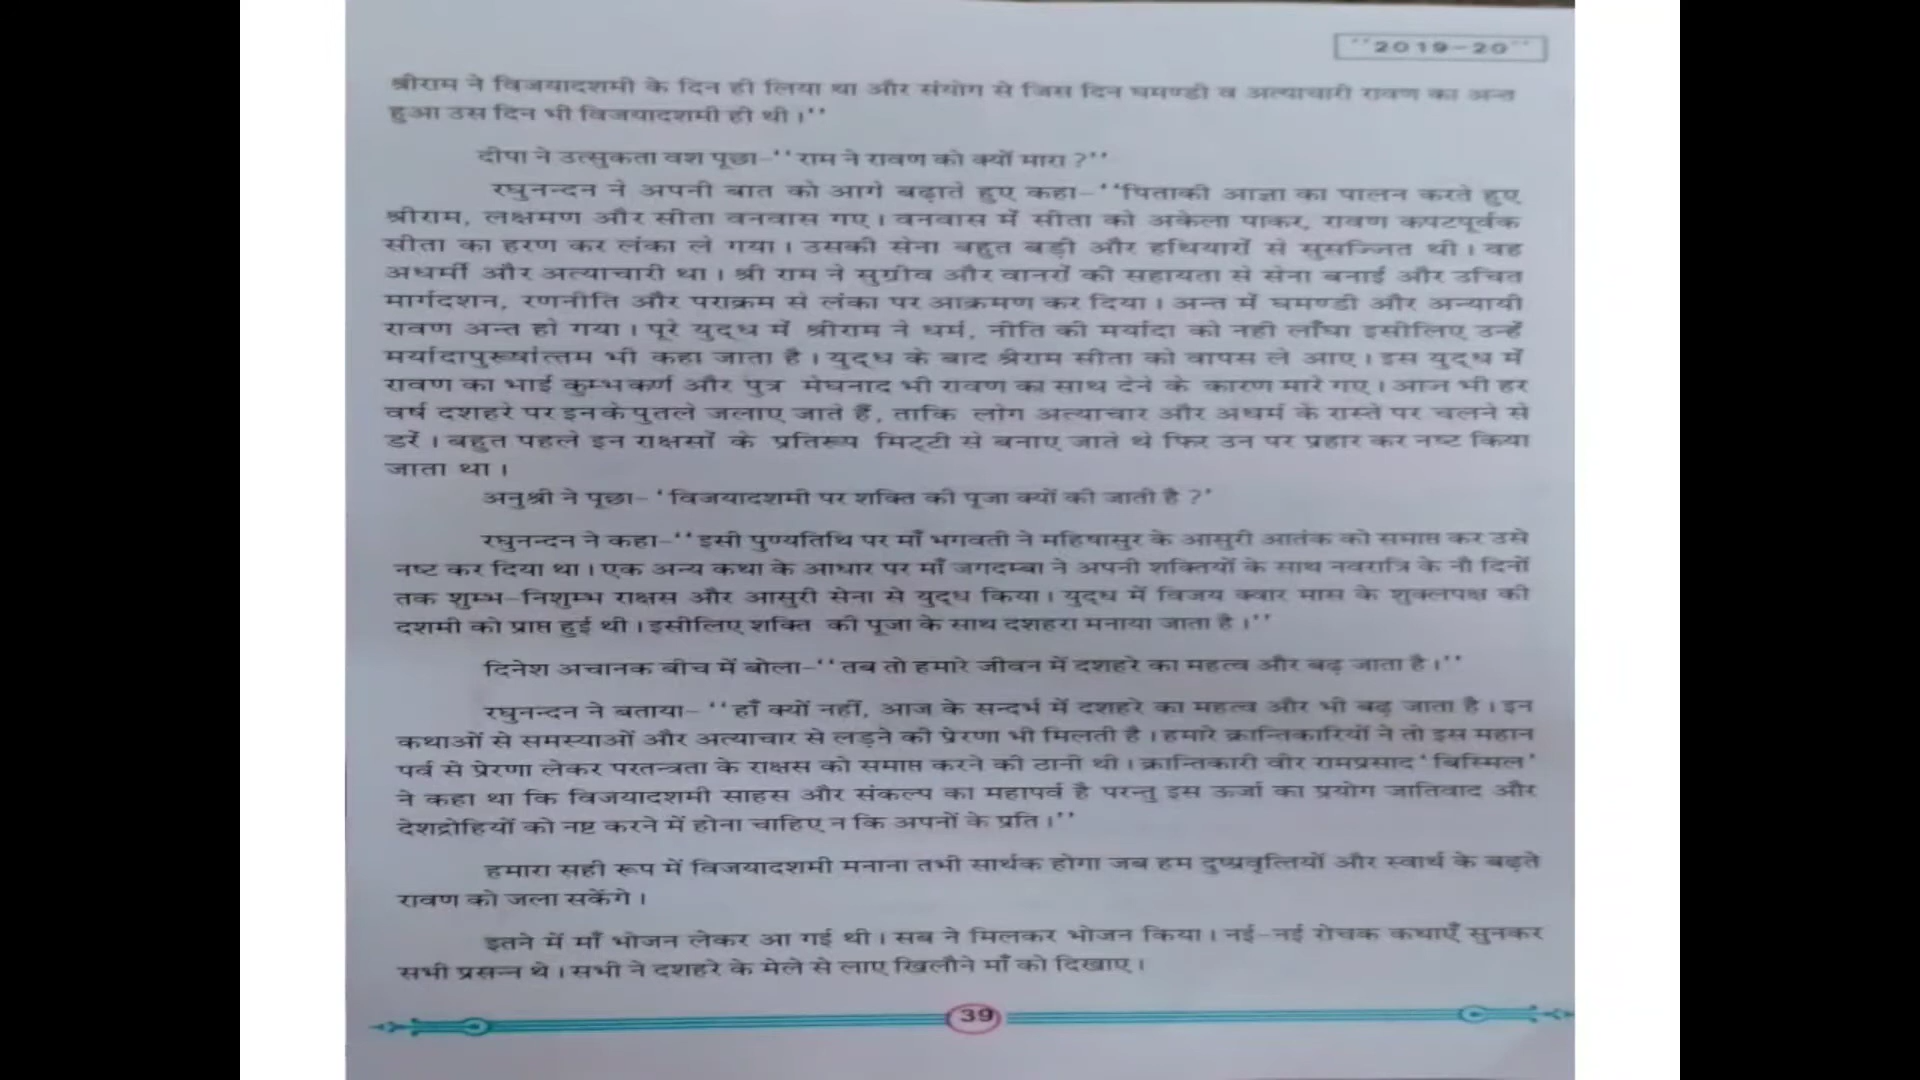 "2019-20"
श्रीराम ने विजयादशमी के दिन ही लिया था और संयोग से जिस दिन घमण्डी व अत्याचारी रावण का अन्त
हुआ उस दिन भी विजयादशमी ही थी।''
दीपा ने उत्सुकता वश पूछा-''राम ने रावण को क्यों मारा ?''
रघुनन्दन ने अपनी बात को आगे बढ़ाते हुए कहा-''पिताकी आज्ञा का पालन करते हुए
श्रीराम, लक्षमण और सीता वनवास गए। वनवास में सीता को अकेला पाकर, रावण कपटपूर्वक
सीता का हरण कर लंका ले गया। उसकी सेना बहुत बड़ी और हथियारों से सुसज्जित थी। वह
अधर्मी और अत्याचारी था। श्री राम ने सुग्रीव और वानरों की सहायता से सेना बनाई और उचित
मार्गदशन, रणनीति और पराक्रम से लंका पर आक्रमण कर दिया। अन्त में घमण्डी और अन्यायी
रावण अन्त हो गया। पूरे युद्ध में श्रीराम ने धर्म, नीति की मर्यादा को नही लाँघा इसीलिए उन्हें
मर्यादापुरूषोत्तम भी कहा जाता है। युद्ध के बाद श्रीराम सीता को वापस ले आए। इस युद्ध में
रावण का भाई कुम्भकर्ण और पुत्र मेघनाद भी रावण का साथ देने के कारण मारे गए। आज भी हर
वर्ष दशहरे पर इनके पुतले जलाए जाते हैं, ताकि लोग अत्याचार और अधर्म के रास्ते पर चलने से
डरें। बहुत पहले इन राक्षसों के प्रतिरूप मिट्टी से बनाए जाते थे फिर उन पर प्रहार कर नष्ट किया
जाता था।
अनुश्री ने पूछा-'विजयादशमी पर शक्ति की पूजा क्यों की जाती है ?'
रघुनन्दन ने कहा-''इसी पुण्यतिथि पर माँ भगवती ने महिषासुर के आसुरी आतंक को समाप्त कर उसे
नष्ट कर दिया था। एक अन्य कथा के आधार पर माँ जगदम्बा ने अपनी शक्तियों के साथ नवरात्रि के नौ दिनों
तक शुम्भ-निशुम्भ राक्षस और आसुरी सेना से युद्ध किया। युद्ध में विजय क्वार मास के शुक्लपक्ष की
दशमी को प्राप्त हुई थी। इसीलिए शक्ति की पूजा के साथ दशहरा मनाया जाता है।''
दिनेश अचानक बीच में बोला-''तब तो हमारे जीवन में दशहरे का महत्व और बढ़ जाता है।''
रघुनन्दन ने बताया- ''हाँ क्यों नहीं, आज के सन्दर्भ में दशहरे का महत्व और भी बढ़ जाता है। इन
कथाओं से समस्याओं और अत्याचार से लड़ने की प्रेरणा भी मिलती है। हमारे क्रान्तिकारियों ने तो इस महान
पर्व से प्रेरणा लेकर परतन्त्रता के राक्षस को समाप्त करने की ठानी थी। क्रान्तिकारी वीर रामप्रसाद 'बिस्मिल'
ने कहा था कि विजयादशमी साहस और संकल्प का महापर्व है परन्तु इस ऊर्जा का प्रयोग जातिवाद और
देशद्रोहियों को नष्ट करने में होना चाहिए न कि अपनों के प्रति।''
हमारा सही रूप में विजयादशमी मनाना तभी सार्थक होगा जब हम दुष्प्रवृत्तियों और स्वार्थ के बढ़ते
रावण को जला सकेंगे।
इतने में माँ भोजन लेकर आ गई थी। सब ने मिलकर भोजन किया। नई-नई रोचक कथाएँ सुनकर
सभी प्रसन्न थे। सभी ने दशहरे के मेले से लाए खिलौने माँ को दिखाए।
39